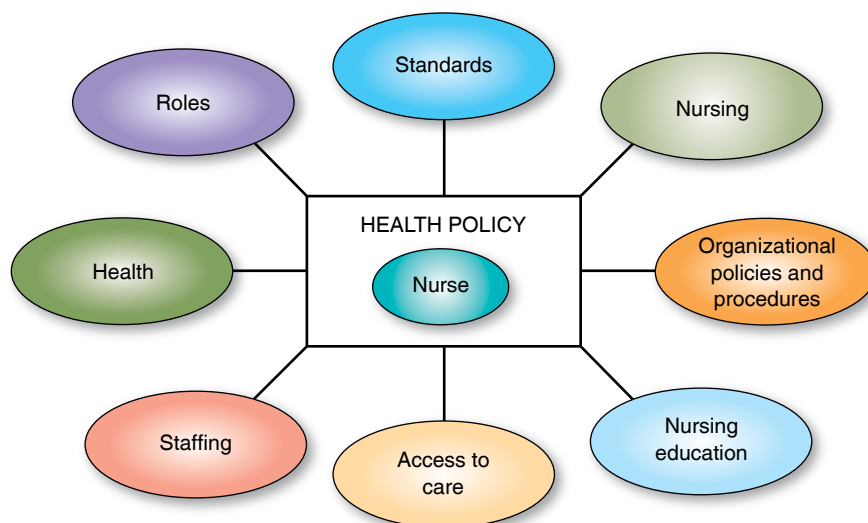 Standards
Roles
Nursing
HEALTH POLICY
Nurse
Health
Organizational
policies and
procedures
Staffing
Access to
care
Nursing
education